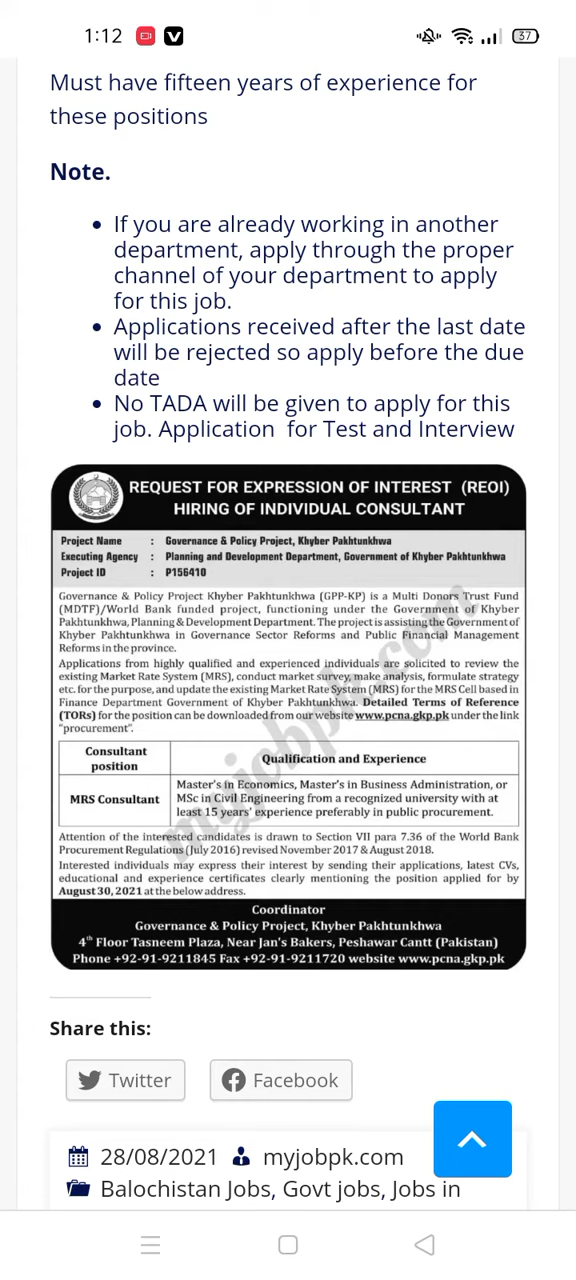 1:12
37
Must have fifteen years of experience for
these positions
Note.
• If you are already working in another
department, apply through the proper
channel of your department to apply
for this job.
• Applications received after the last date
will be rejected so apply before the due
date
• No TADA will be given to apply for this
job. Application  for Test and Interview
REQUEST FOR EXPRESSION OF INTEREST (REOI)
HIRING OF INDIVIDUAL CONSULTANT
Project Name : Governance & Policy Project, Khyber Pakhtunkhwa
Executing Agency : Planning and Development Department, Government of Khyber Pakhtunkhwa
Project ID : P156410
Governance & Policy Project Khyber Pakhtunkhwa (GPP-KP) is a Multi Donors Trust Fund
(MDTF)/World Bank funded project, functioning under the Government of Khyber
Pakhtunkhwa, Planning & Development Department. The project is assisting the Government of
Khyber Pakhtunkhwa in Governance Sector Reforms and Public Financial Management
Reforms in the province.
Applications from highly qualified and experienced individuals are solicited to review the
existing Market Rate System (MRS), conduct market survey, make analysis, formulate strategy
etc. for the purpose, and update the existing Market Rate System (MRS) for the MRS Cell based in
Finance Department Government of Khyber Pakhtunkhwa. Detailed Terms of Reference
(TORs) for the position can be downloaded from our website www.pcna.gkp.pk under the link
"procurement".
Consultant position
Qualification and Experience
MRS Consultant
Master's in Economics, Master's in Business Administration, or
MSc in Civil Engineering from a recognized university with at
least 15 years' experience preferably in public procurement.
Attention of the interested candidates is drawn to Section VII para 7.36 of the World Bank
Procurement Regulations (July 2016) revised November 2017 & August 2018.
Interested individuals may express their interest by sending their applications, latest CVs,
educational and experience certificates clearly mentioning the position applied for by
August 30, 2021 at the below address.
Coordinator
Governance & Policy Project, Khyber Pakhtunkhwa
4th Floor Tasneem Plaza, Near Jan's Bakers, Peshawar Cantt (Pakistan)
Phone +92-91-9211845 Fax +92-91-9211720 website www.pcna.gkp.pk
myjobpk.com
Share this:
Twitter
Facebook
28/08/2021 myjobpk.com
Balochistan Jobs, Govt jobs, Jobs in